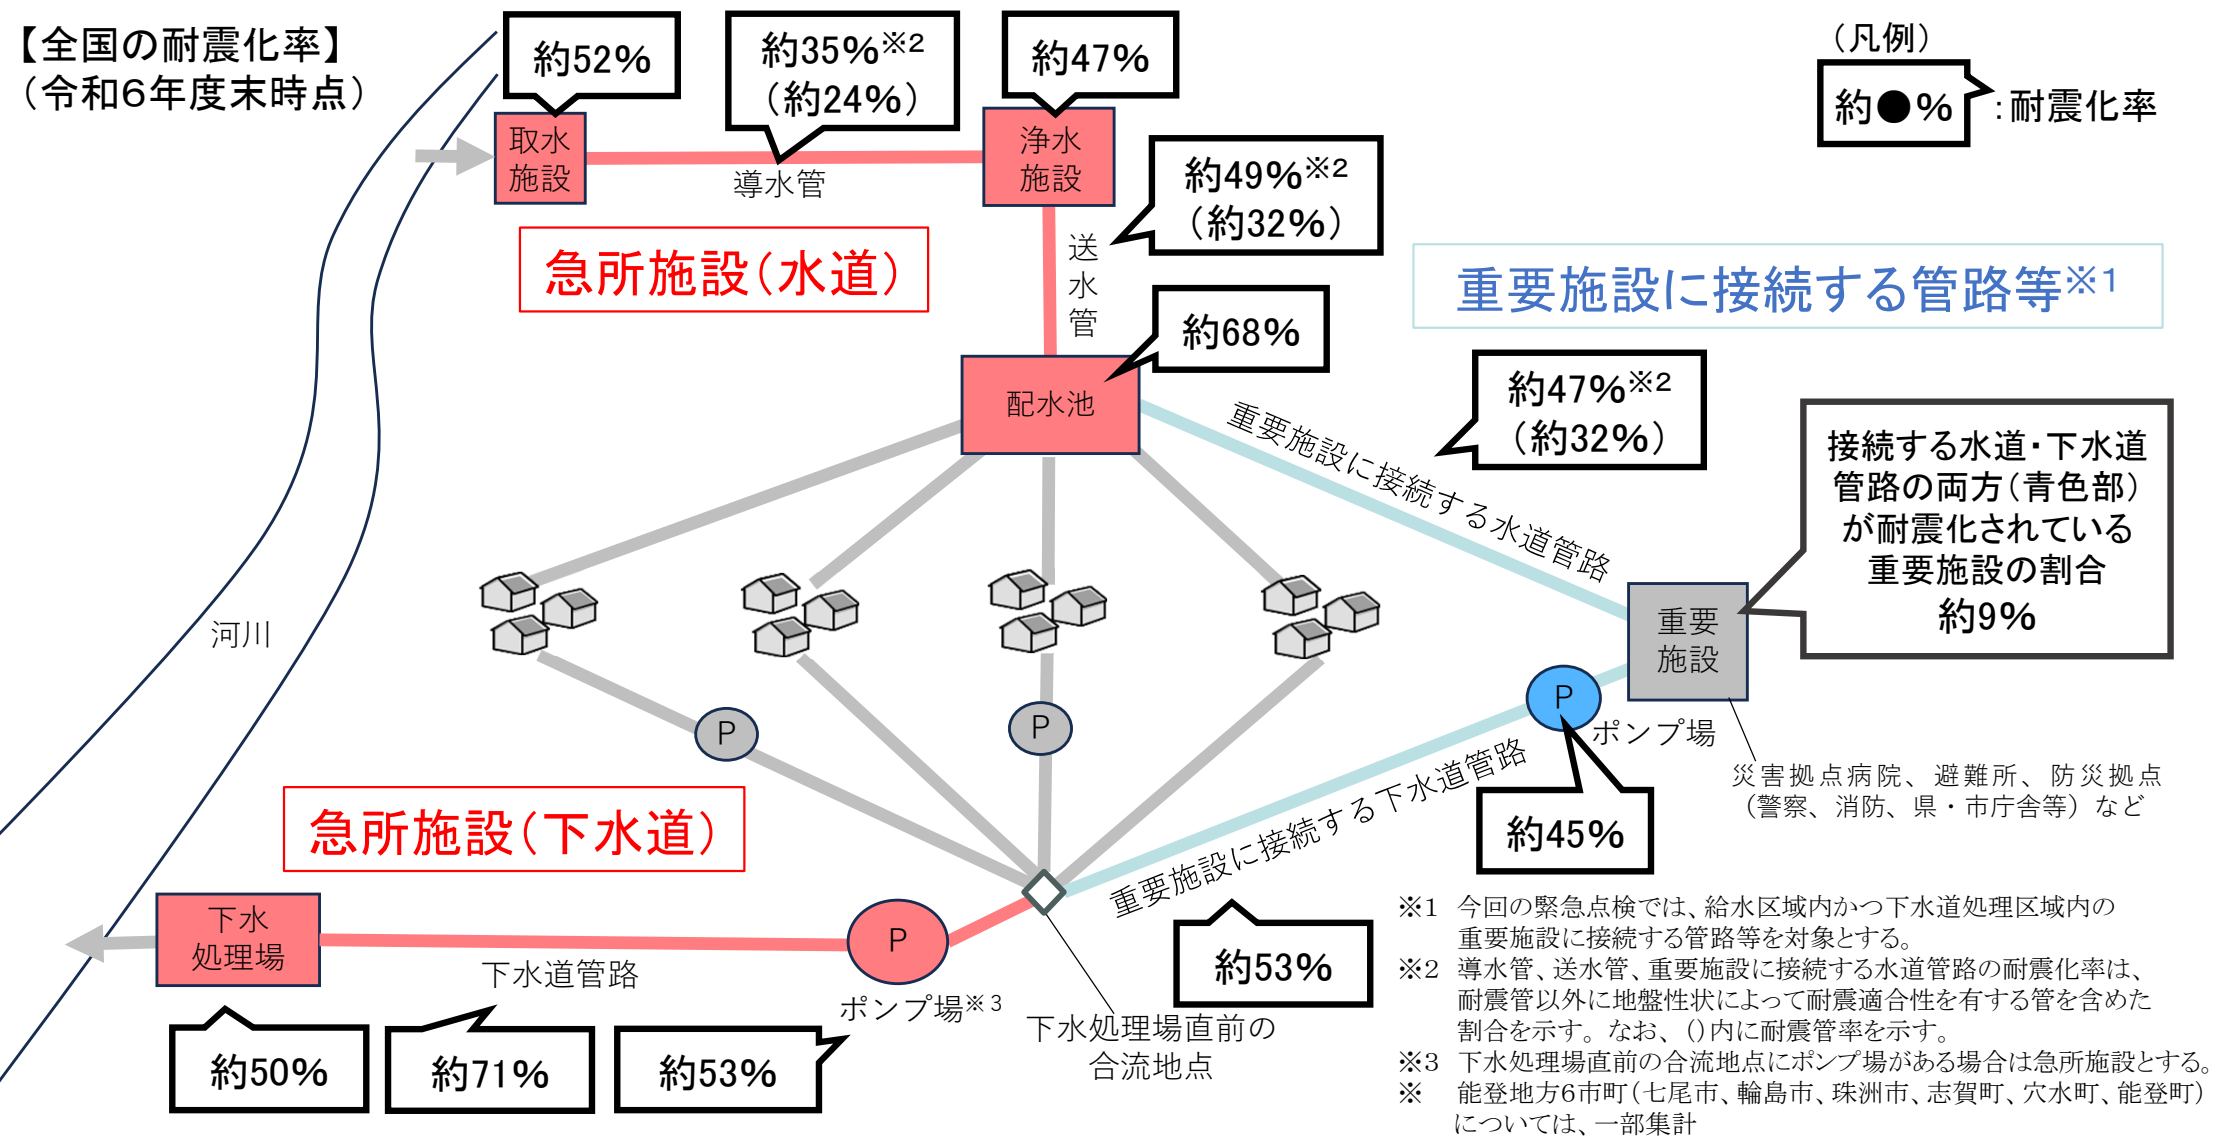 【全国の耐震化率】
（令和6年度末時点）
約52%
約35%※2
（約24%）
約47%
（凡例）
約●%
：耐震化率
取水
施設
導水管
浄水
施設
約49%※2
（約32%）
急所施設（水道）
送
水
管
重要施設に接続する管路等※1
約68%
配水池
約47%※2
（約32%）
重要施設に接続する水道管路
接続する水道・下水道
管路の両方（青色部）
が耐震化されている
重要施設の割合
約9%
河川
重要
施設
P
P
P
ポンプ場
災害拠点病院、避難所、防災拠点
（警察、消防、県・市庁舎等）など
重要施設に接続する下水道管路
約45%
急所施設（下水道）
下水
処理場
下水道管路
P
ポンプ場※3
下水処理場直前の
合流地点
約53%
約50%
約71%
約53%
※1 今回の緊急点検では、給水区域内かつ下水道処理区域内の
重要施設に接続する管路等を対象とする。
※2 導水管、送水管、重要施設に接続する水道管路の耐震化率は、
耐震管以外に地盤性状によって耐震適合性を有する管を含めた
割合を示す。なお、()内に耐震管率を示す。
※3 下水処理場直前の合流地点にポンプ場がある場合は急所施設とする。
※ 能登地方6市町（七尾市、輪島市、珠洲市、志賀町、穴水町、能登町）
については、一部集計